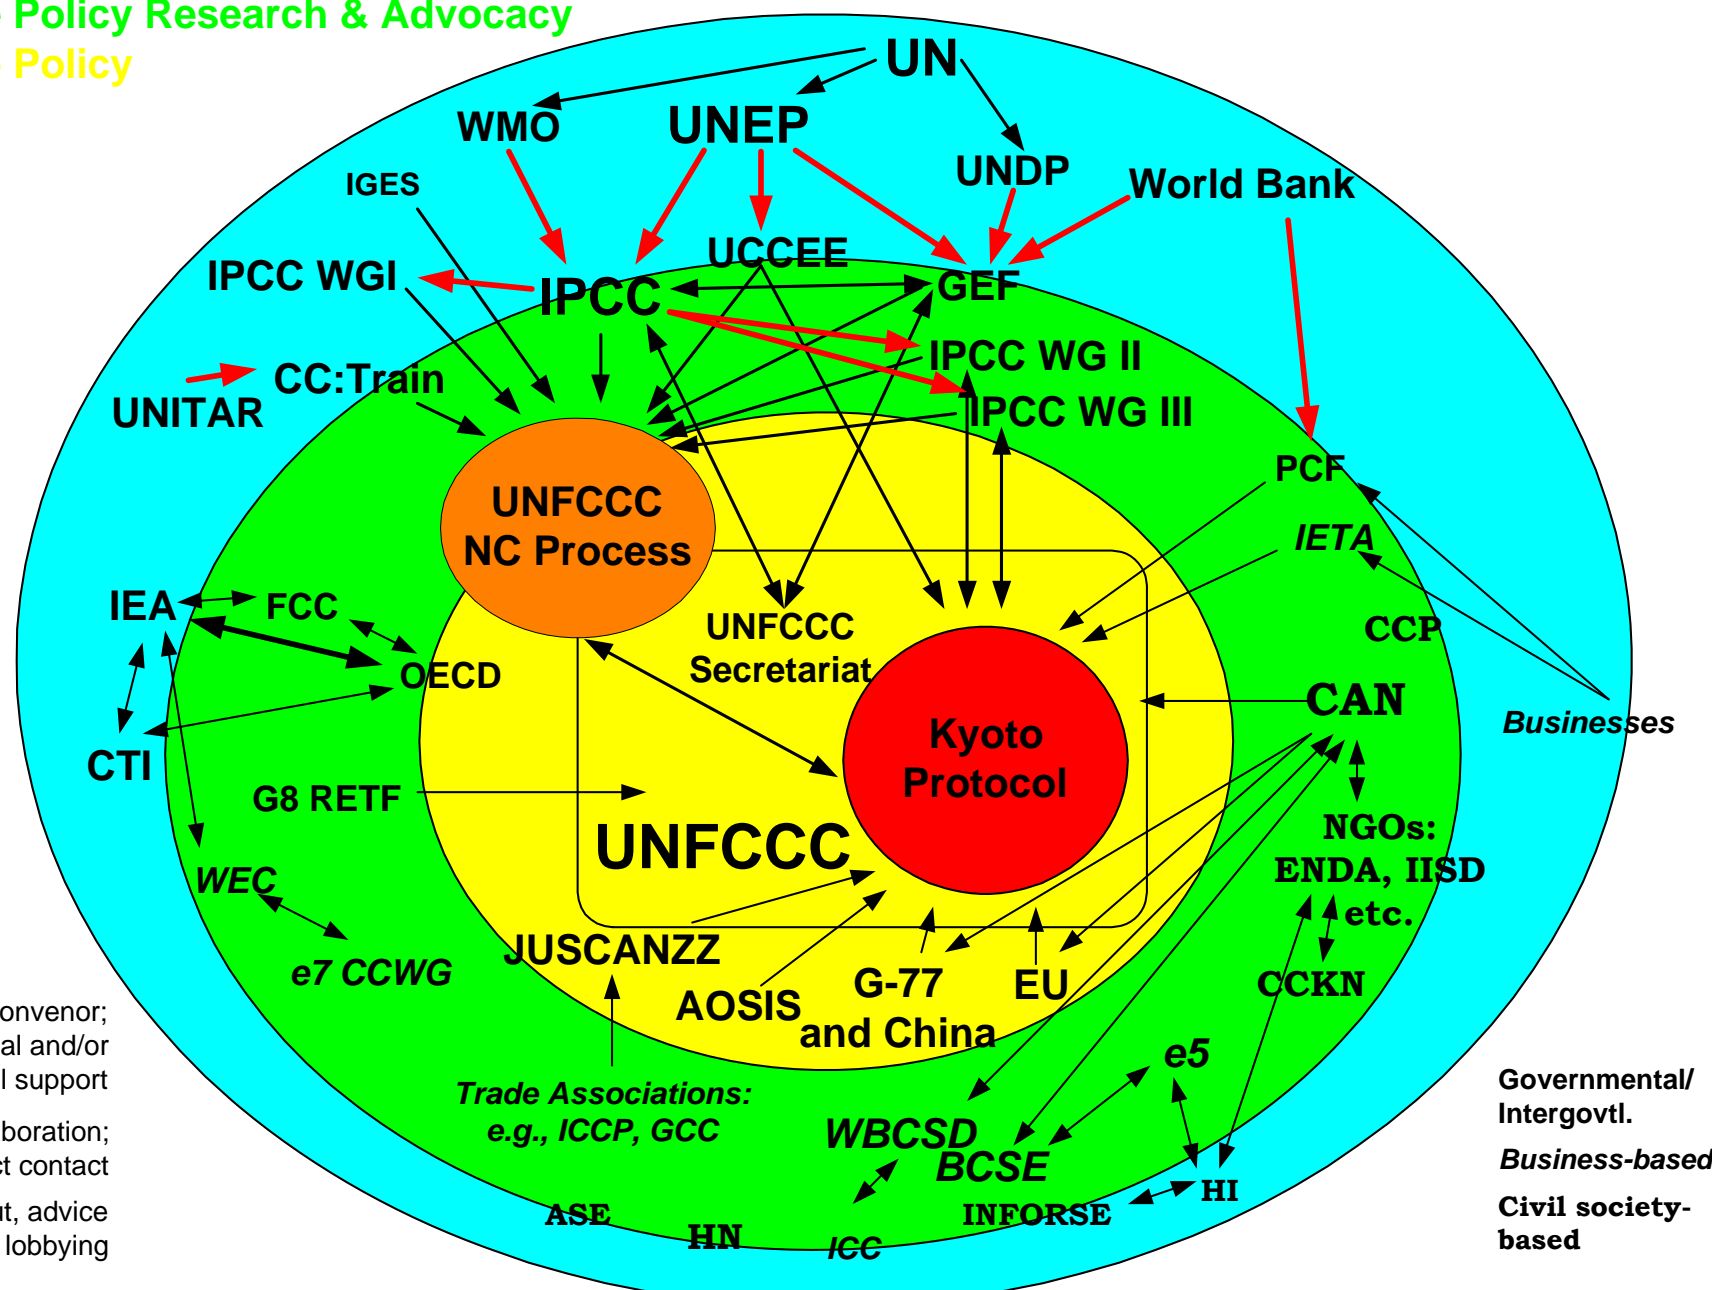 Policy Research & Advocacy
Policy
UN
WMO
UNEP
UNDP
World Bank
IGES
UCCEE
IPCC WGI
IPCC
GEF
IPCC WG II
CC:Train
UNITAR
IPCC WG III
PCF
UNFCCC
NC Process
IETA
IEA
FCC
UNFCCC
Secretariat
CCP
OECD
CAN
Businesses
Kyoto
Protocol
CTI
G8 RETF
UNFCCC
NGOs:
ENDA, IISD
etc.
WEC
JUSCANZZ
e7 CCWG
AOSIS
G-77
and China
EU
CCKN
onvenor;
al and/or
l support
Trade Associations:
e.g., ICCP, GCC
e5
WBCSD
BCSE
boration;
ct contact
HI
ASE
HN
ICC
INFORSE
ut, advice
lobbying
Governmental/
Intergovtl.
Business-based
Civil society-
based